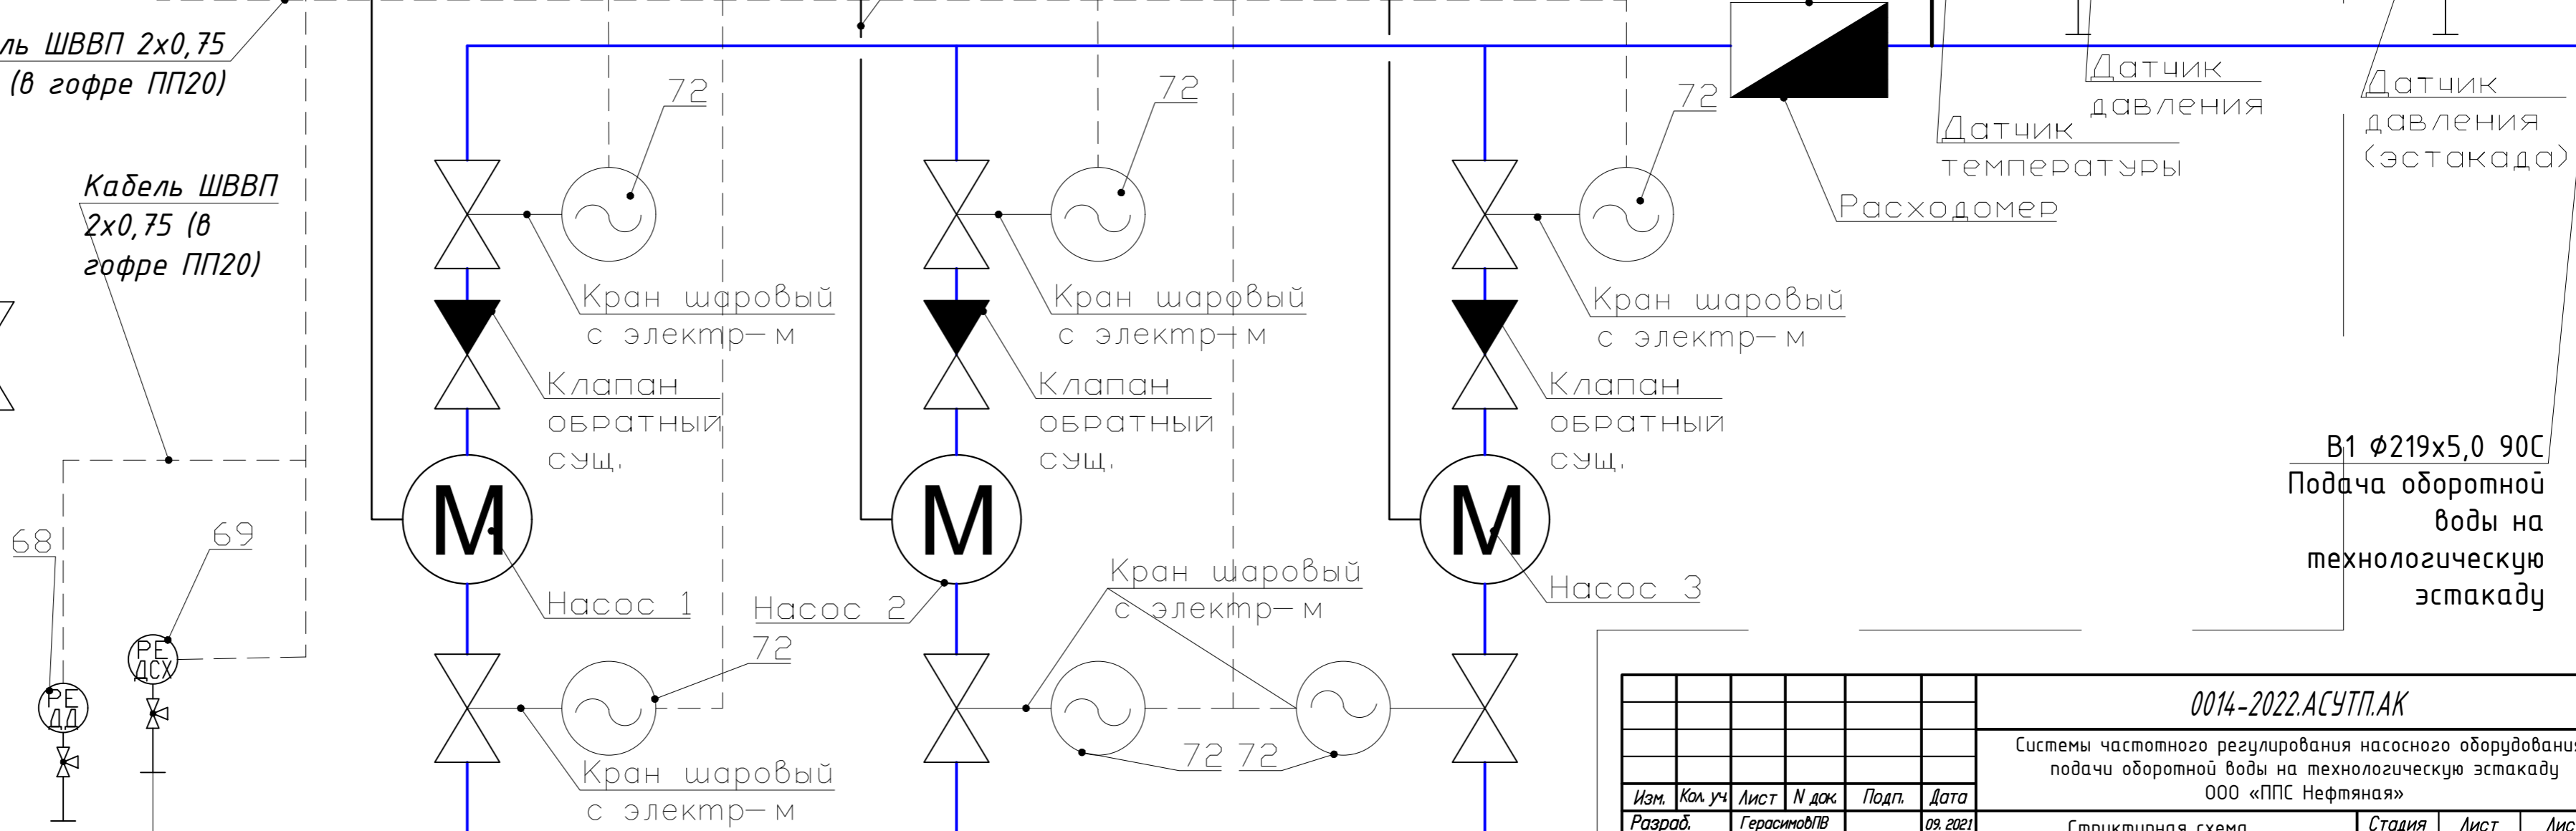 ль ШВВП 2х0,75
(в гофре ПП20)
Кабель ШВВП
2х0,75 (в
гофре ПП20)
72
72
72
Датчик
давления
Датчик
температуры
Датчик
давления
(эстакада)
Расходомер
Кран шаровый
с электр-м
Кран шаровый
с электр-м
Кран шаровый
с электр-м
Клапан
обратный
сущ.
Клапан
обратный
сущ.
Клапан
обратный
сущ.
М
М
М
В1 Ф219х5,0 90С
Подача оборотной
воды на
технологическую
эстакаду
68
69
РЕ
ДСХ
РЕ
ДД
Насос 1
Насос 2
Насос 3
Кран шаровый
с электр-м
72
72
72
Кран шаровый
с электр-м
0014-2022.АСУТП.АК
Системы частотного регулирования насосного оборудовани
подачи оборотной воды на технологическую эстакаду
ООО «ППС Нефтяная»
Изм. Кол. уч Лист N док. Подп. Дата
Разраб. ГерасимовПВ 09. 2021
Структурная схема
Стадия Лист Лис